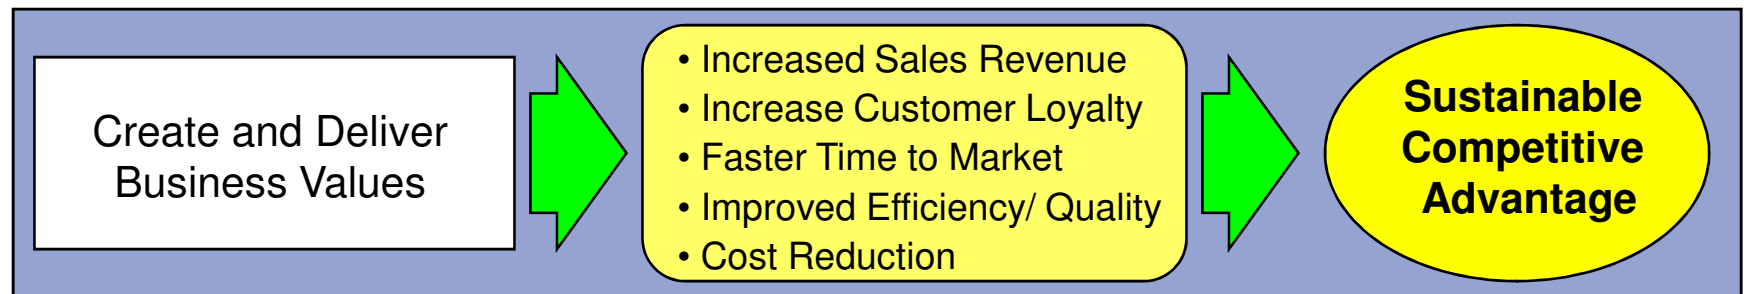 Create and Deliver
Business Values
• Increased Sales Revenue
• Increase Customer Loyalty
• Faster Time to Market
• Improved Efficiency/ Quality
• Cost Reduction
Sustainable
Competitive
Advantage